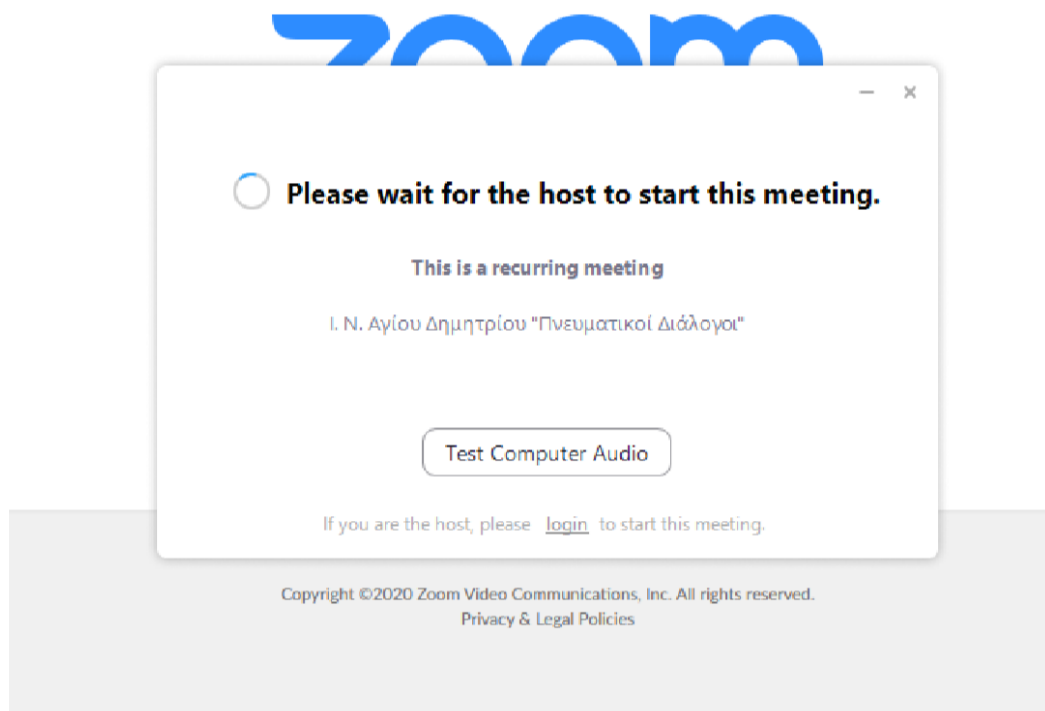 zoom
Please wait for the host to start this meeting.
This is a recurring meeting
Ι. Ν. Αγίου Δημητρίου "Πνευματικοί Διάλογοι"
Test Computer Audio
If you are the host, please login to start this meeting.
Copyright ©2020 Zoom Video Communications, Inc. All rights reserved.
Privacy & Legal Policies